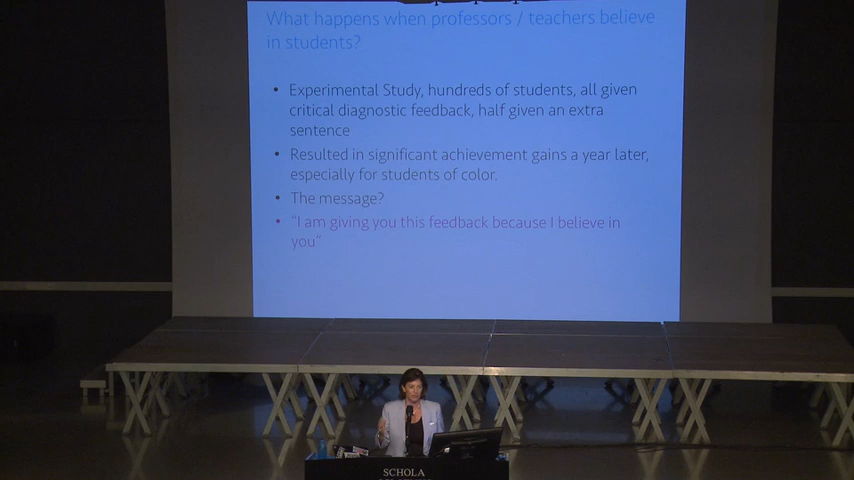 What happens when professors / teachers believe
in students?
• Experimental Study, hundreds of students, all given
critical diagnostic feedback, half given an extra
sentence
• Resulted in significant achievement gains a year later,
especially for students of color.
• The message?
• "I am giving you this feedback because I believe in
you"
SCHOLA